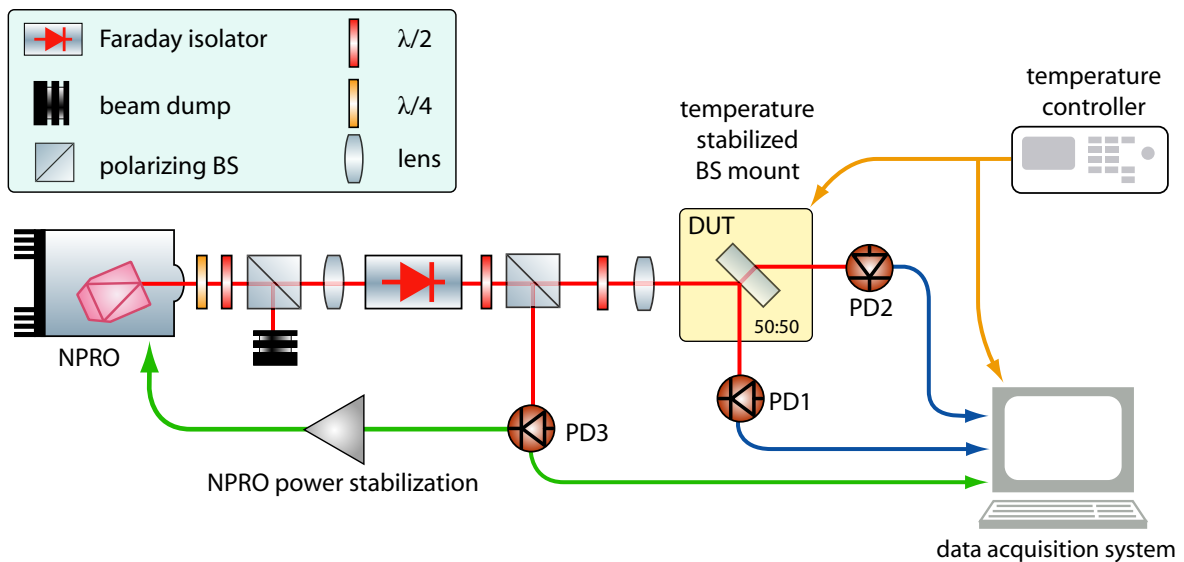 Faraday isolator
λ/2
beam dump
λ/4
polarizing BS
lens
temperature
stabilized
BS mount
temperature
controller
DUT
50:50
PD2
NPRO
PD1
PD3
NPRO power stabilization
data acquisition system